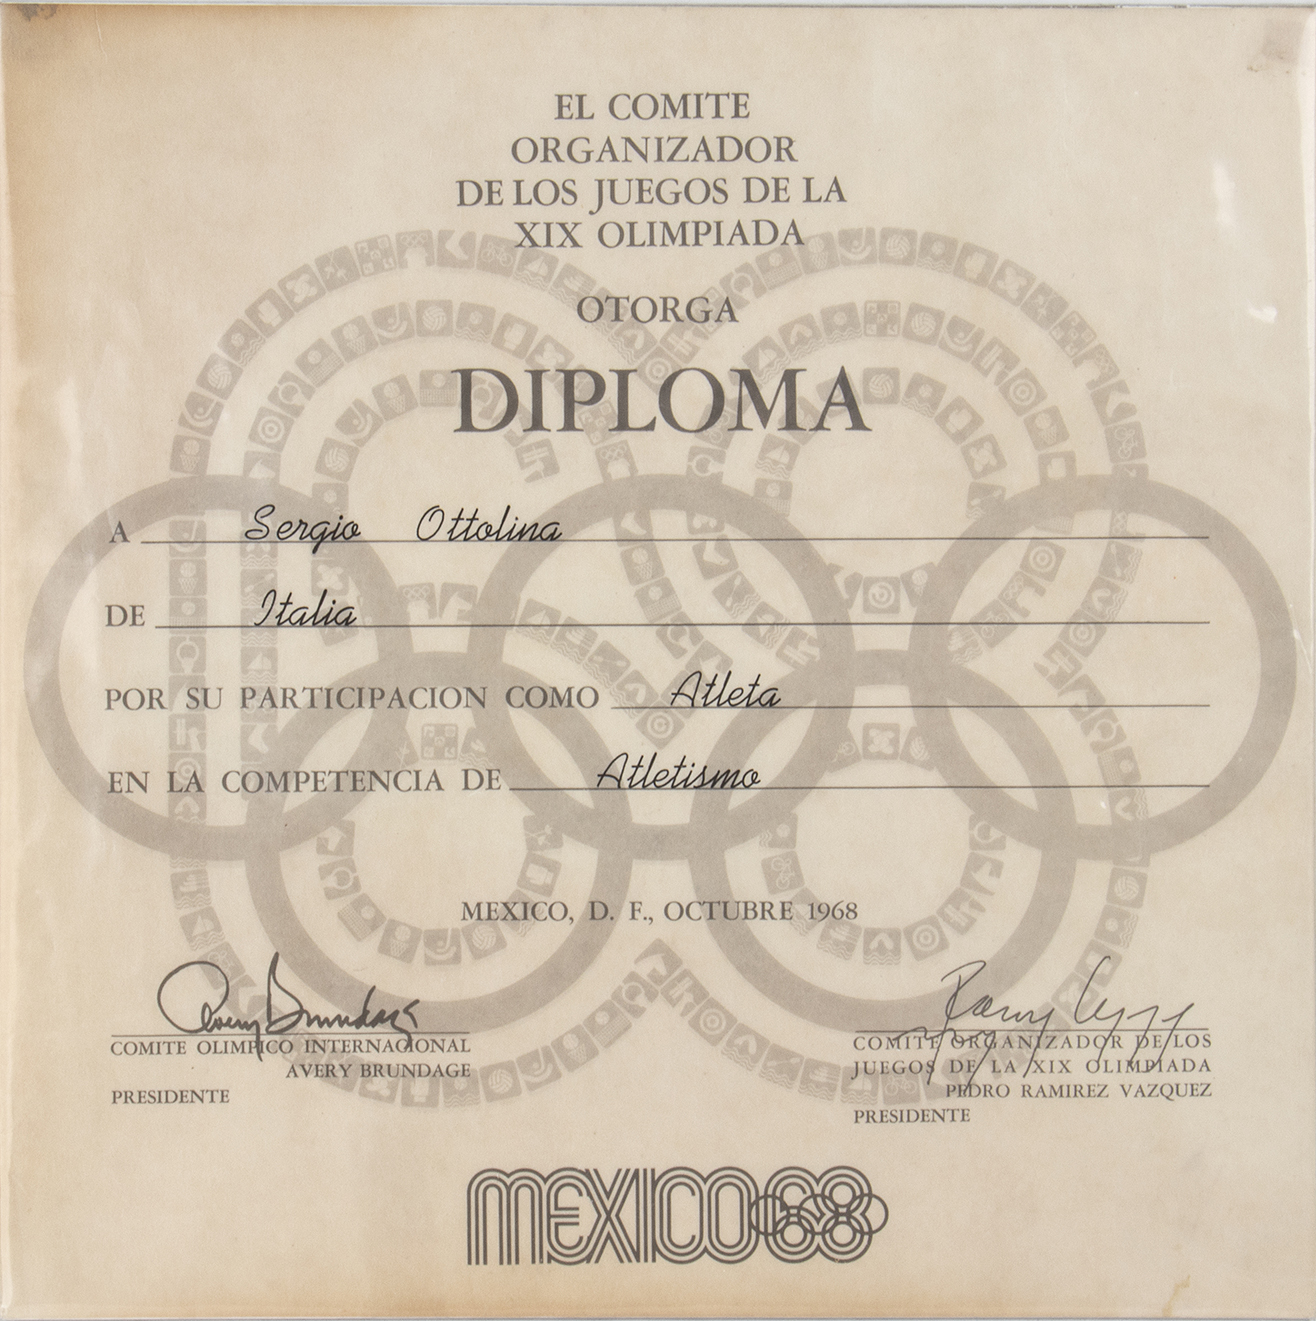 EL COMITE
ORGANIZADOR
DE LOS JUEGOS DE LA
XIX OLIMPIADA
OTORGA
DIPLOMA
A Sergio Ottolina
DE Italia
POR SU PARTICIPACION COMO Atleta
EN LA COMPETENCIA DE Atletismo
MEXICO, D. F., OCTUBRE 1968
Avery Brundage
COMITE OLIMPICO INTERNACIONAL
AVERY BRUNDAGE
PRESIDENTE
COMITE ORGANIZADOR DE LOS
JUEGOS DE LA XIX OLIMPIADA
PEDRO RAMIREZ VAZQUEZ
PRESIDENTE
MEXICO68